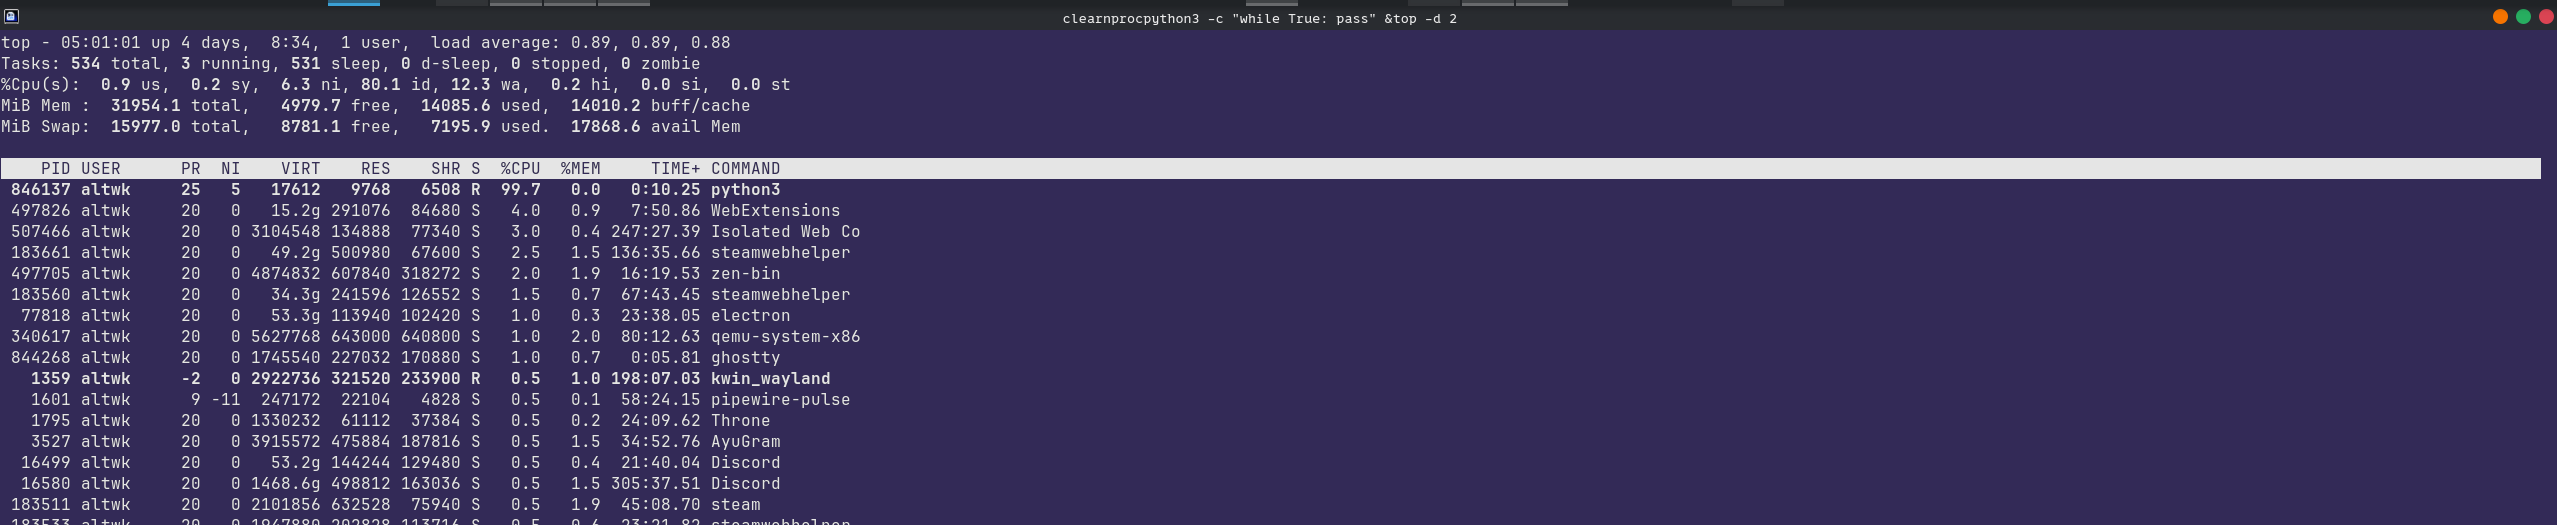 clearnprocpython3 -c "while True: pass" &top -d 2
top - 05:01:01 up 4 days,  8:34,  1 user,  load average: 0.89, 0.89, 0.88
Tasks: 534 total, 3 running, 531 sleep, 0 d-sleep, 0 stopped, 0 zombie
%Cpu(s):  0.9 us,  0.2 sy,  6.3 ni, 80.1 id, 12.3 wa,  0.2 hi,  0.0 si,  0.0 st
MiB Mem :  31954.1 total,   4979.7 free,  14085.6 used,  14010.2 buff/cache
MiB Swap:  15977.0 total,   8781.1 free,   7195.9 used.  17868.6 avail Mem
    PID USER      PR  NI    VIRT    RES    SHR S  %CPU  %MEM     TIME+ COMMAND
 846137 altwk     25   5   17612   9768   6508 R  99.7   0.0   0:10.25 python3
 497826 altwk     20   0   15.2g 291076  84680 S   4.0   0.9   7:50.86 WebExtensions
 507466 altwk     20   0 3104548 134888  77340 S   3.0   0.4 247:27.39 Isolated Web Co
 183661 altwk     20   0   49.2g 500980  67600 S   2.5   1.5 136:35.66 steamwebhelper
 497705 altwk     20   0 4874832 607840 318272 S   2.0   1.9  16:19.53 zen-bin
 183560 altwk     20   0   34.3g 241596 126552 S   1.5   0.7  67:43.45 steamwebhelper
  77818 altwk     20   0   53.3g 113940 102420 S   1.0   0.3  23:38.05 electron
 340617 altwk     20   0 5627768 643000 640800 S   1.0   2.0  80:12.63 qemu-system-x86
 844268 altwk     20   0 1745540 227032 170880 S   1.0   0.7   0:05.81 ghostty
   1359 altwk     -2   0 2922736 321520 233900 R   0.5   1.0 198:07.03 kwin_wayland
   1601 altwk      9 -11  247172  22104   4828 S   0.5   0.1  58:24.15 pipewire-pulse
   1795 altwk     20   0 1330232  61112  37384 S   0.5   0.2  24:09.62 Throne
   3527 altwk     20   0 3915572 475884 187816 S   0.5   1.5  34:52.76 AyuGram
  16499 altwk     20   0   53.2g 144244 129480 S   0.5   0.4  21:40.04 Discord
  16580 altwk     20   0 1468.6g 498812 163036 S   0.5   1.5 305:37.51 Discord
 183511 altwk     20   0 2101856 632528  75940 S   0.5   1.9  45:08.70 steam
 183533 altwk     20   0 1947880 202828 113716 S   0.5   0.6  23:21.82 steamwebhelper